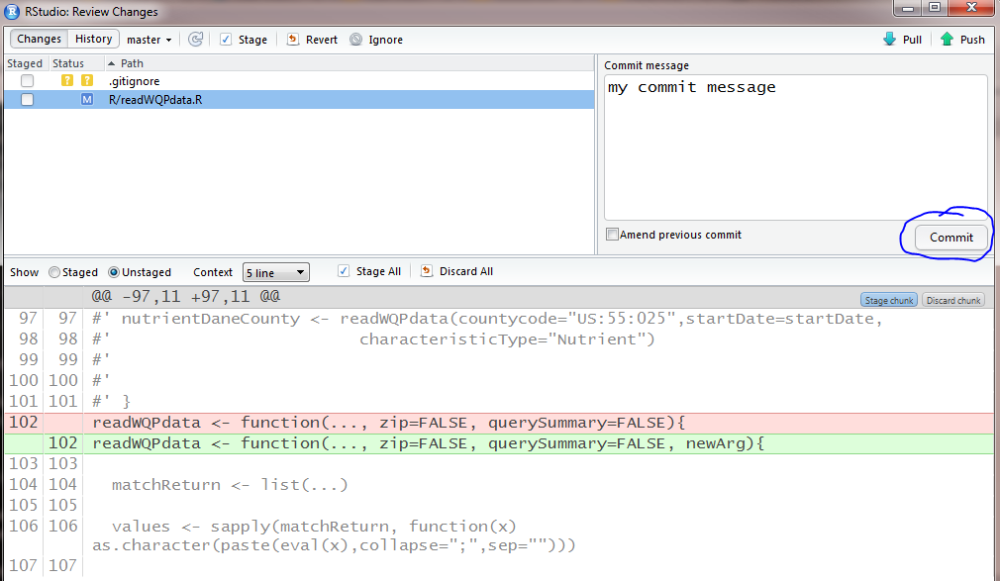 RStudio: Review Changes
Changes History master Stage Revert Ignore Pull Push
Staged Status Path
? ? .gitignore
M R/readWQPdata.R
Commit message
my commit message
Amend previous commit
Commit
Show Staged Unstaged Context 5 line Stage All Discard All
@@ -97,11 +97,11 @@ Stage chunk Discard chunk
97 97 #' nutrientDaneCounty <- readWQPdata(countycode="US:55:025",startDate=startDate,
98 98 #' characteristicType="Nutrient")
99 99 #'
100 100 #'
101 101 #' }
102 readWQPdata <- function(..., zip=FALSE, querySummary=FALSE){
102 readWQPdata <- function(..., zip=FALSE, querySummary=FALSE, newArg){
103 103
104 104 matchReturn <- list(...)
105 105
106 106 values <- sapply(matchReturn, function(x)
as.character(paste(eval(x),collapse=";",sep="")))
107 107